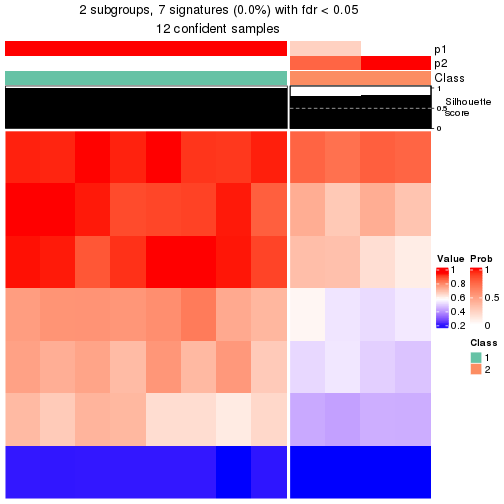 2 subgroups, 7 signatures (0.0%) with fdr < 0.05
12 confident samples
p1
p2
Class
1
0.5
0
Silhouette
score
Value
1
0.8
0.6
0.4
0.2
Prob
1
0.5
0
Class
1
2